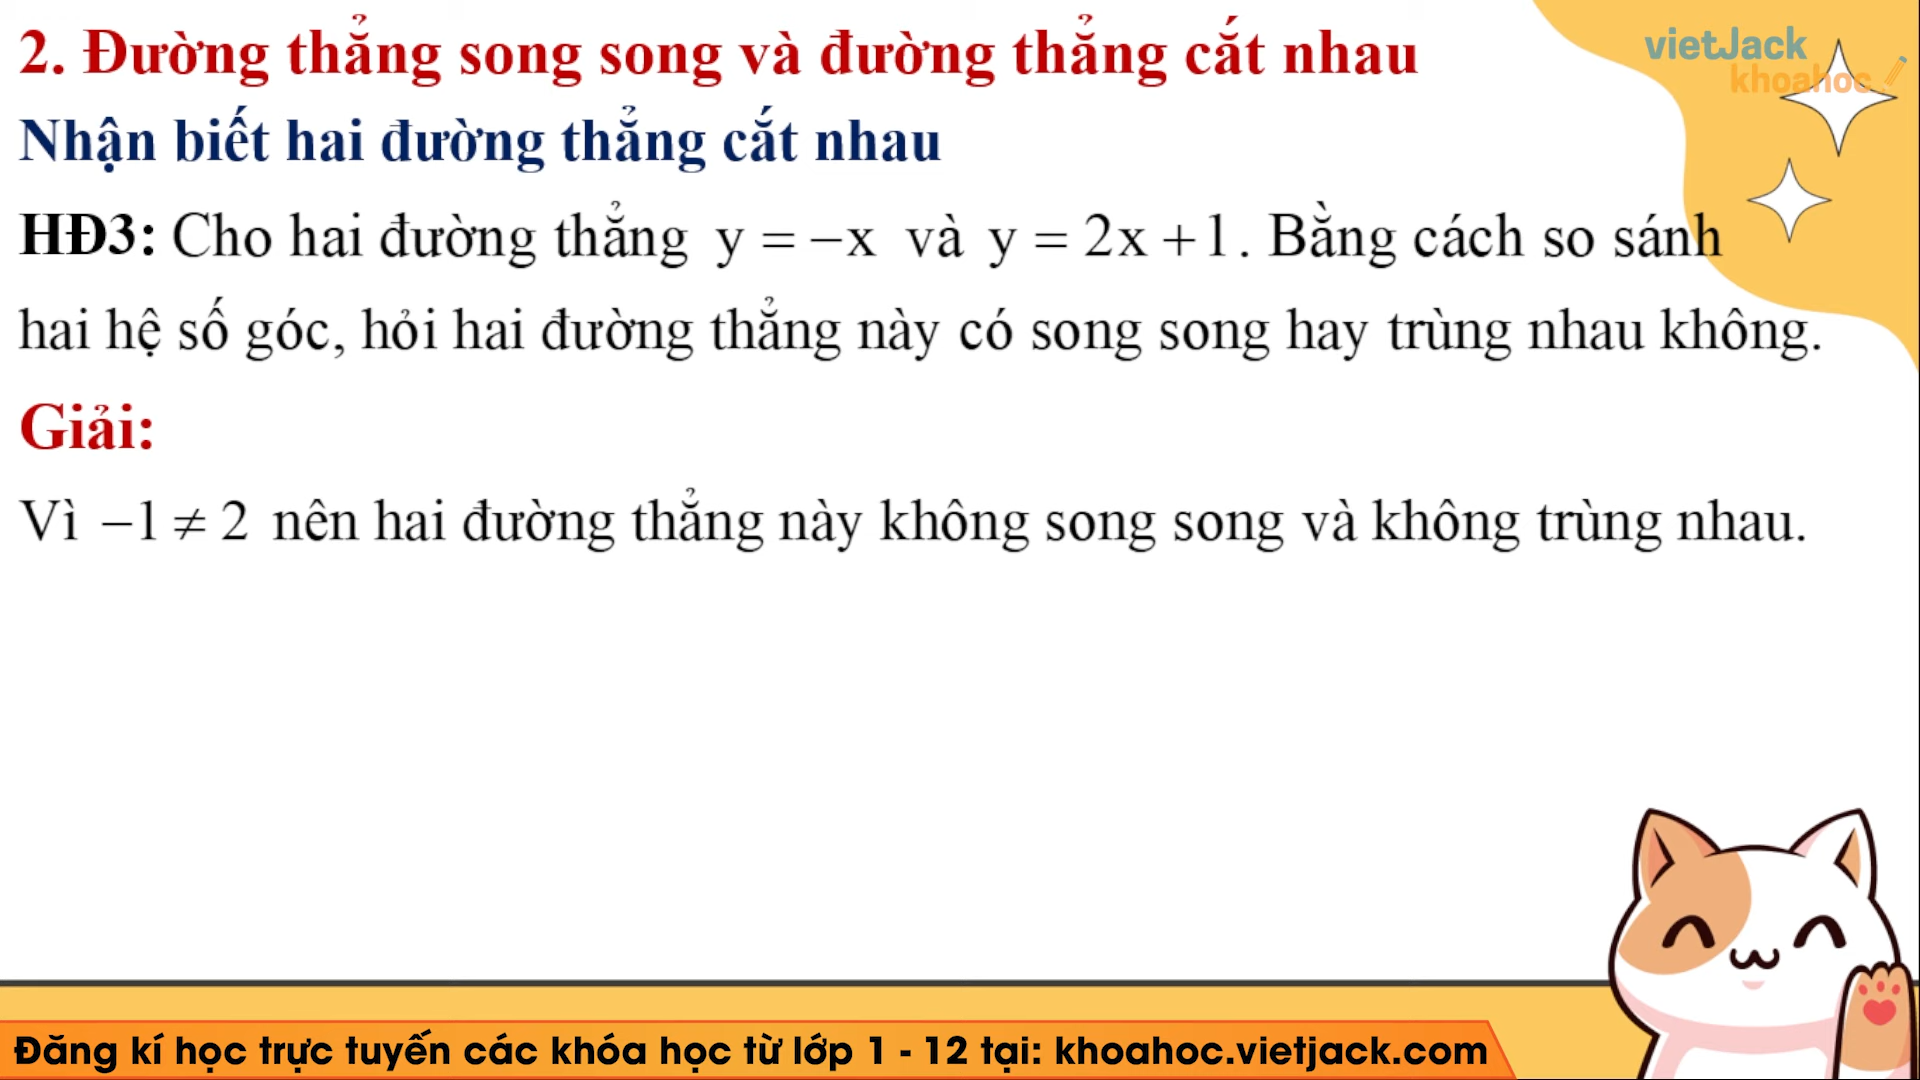 2. Đường thẳng song song và đường thẳng cắt nhau
vietJack
khoahoc
Nhận biết hai đường thẳng cắt nhau
HĐ3: Cho hai đường thẳng y = −x và y = 2x +1. Bằng cách so sánh
hai hệ số góc, hỏi hai đường thẳng này có song song hay trùng nhau không.
Giải:
Vì −1 ≠ 2 nên hai đường thẳng này không song song và không trùng nhau.
Đăng kí học trực tuyến các khóa học từ lớp 1 - 12 tại: khoahoc.vietjack.com